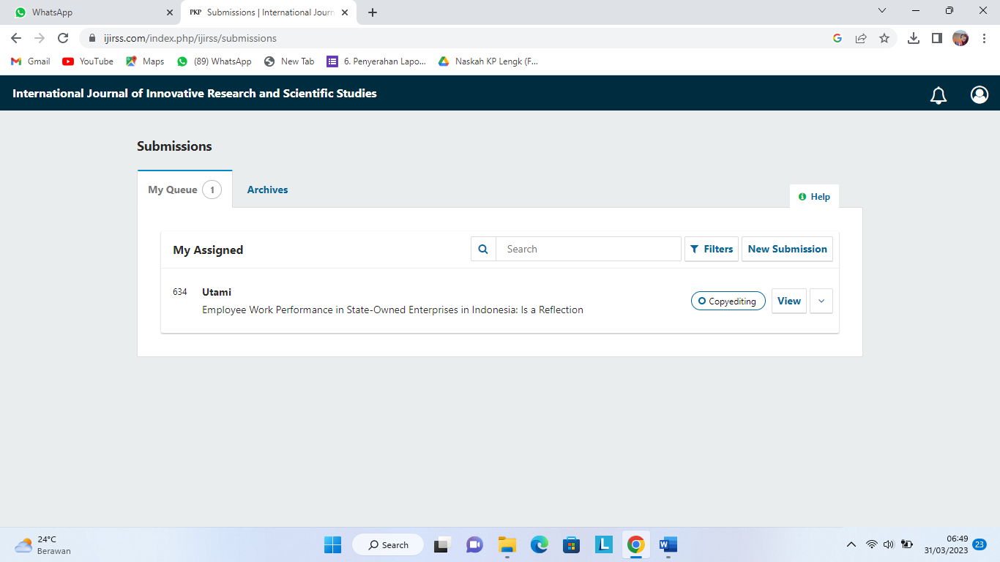 WhatsApp
PKP Submissions | International Journ
ijirss.com/index.php/ijirss/submissions
Gmail YouTube Maps (89) WhatsApp New Tab 6. Penyerahan Lapo... Naskah KP Lengk (F...
International Journal of Innovative Research and Scientific Studies
Submissions
My Queue 1 Archives
Help
My Assigned Search Filters New Submission
634 Utami
Employee Work Performance in State-Owned Enterprises in Indonesia: Is a Reflection
Copyediting View
24°C
Berawan
Search
L
W
06:49
31/03/2023
23